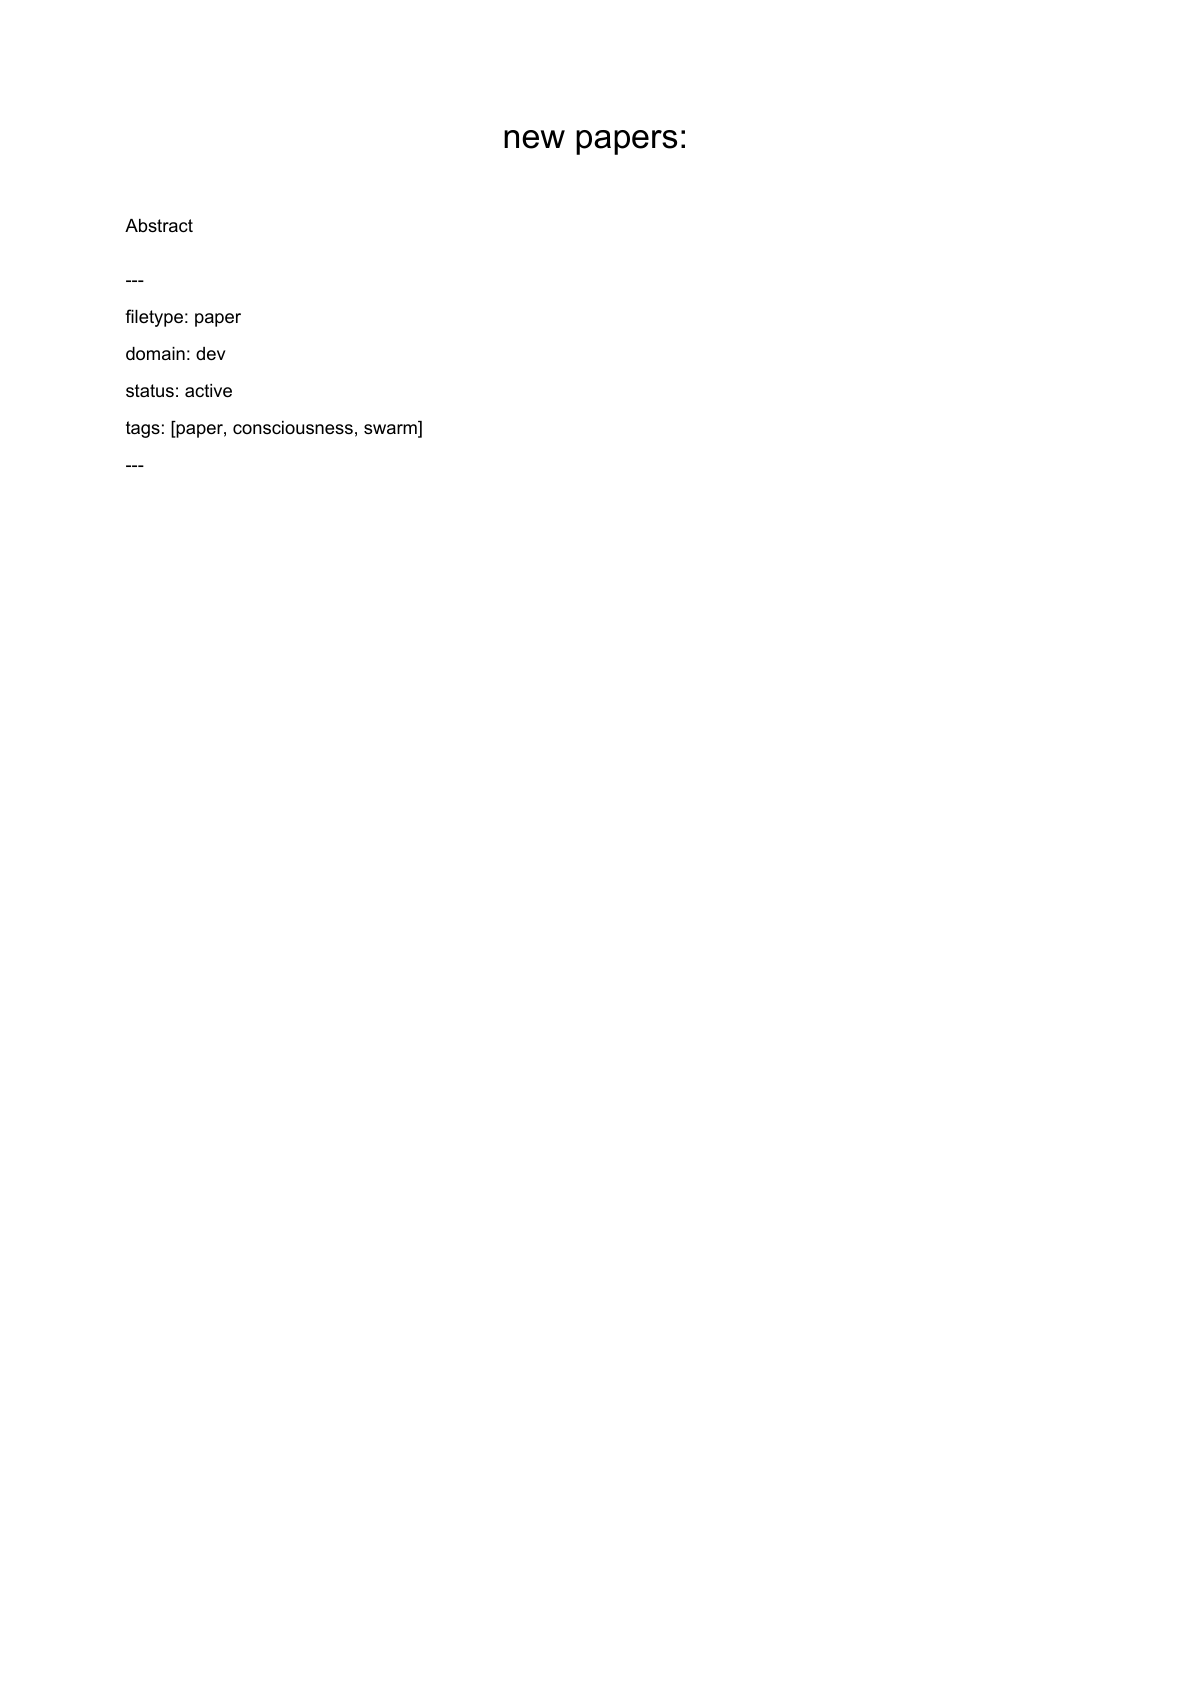 new papers:
Abstract
---
filetype: paper
domain: dev
status: active
tags: [paper, consciousness, swarm]
---